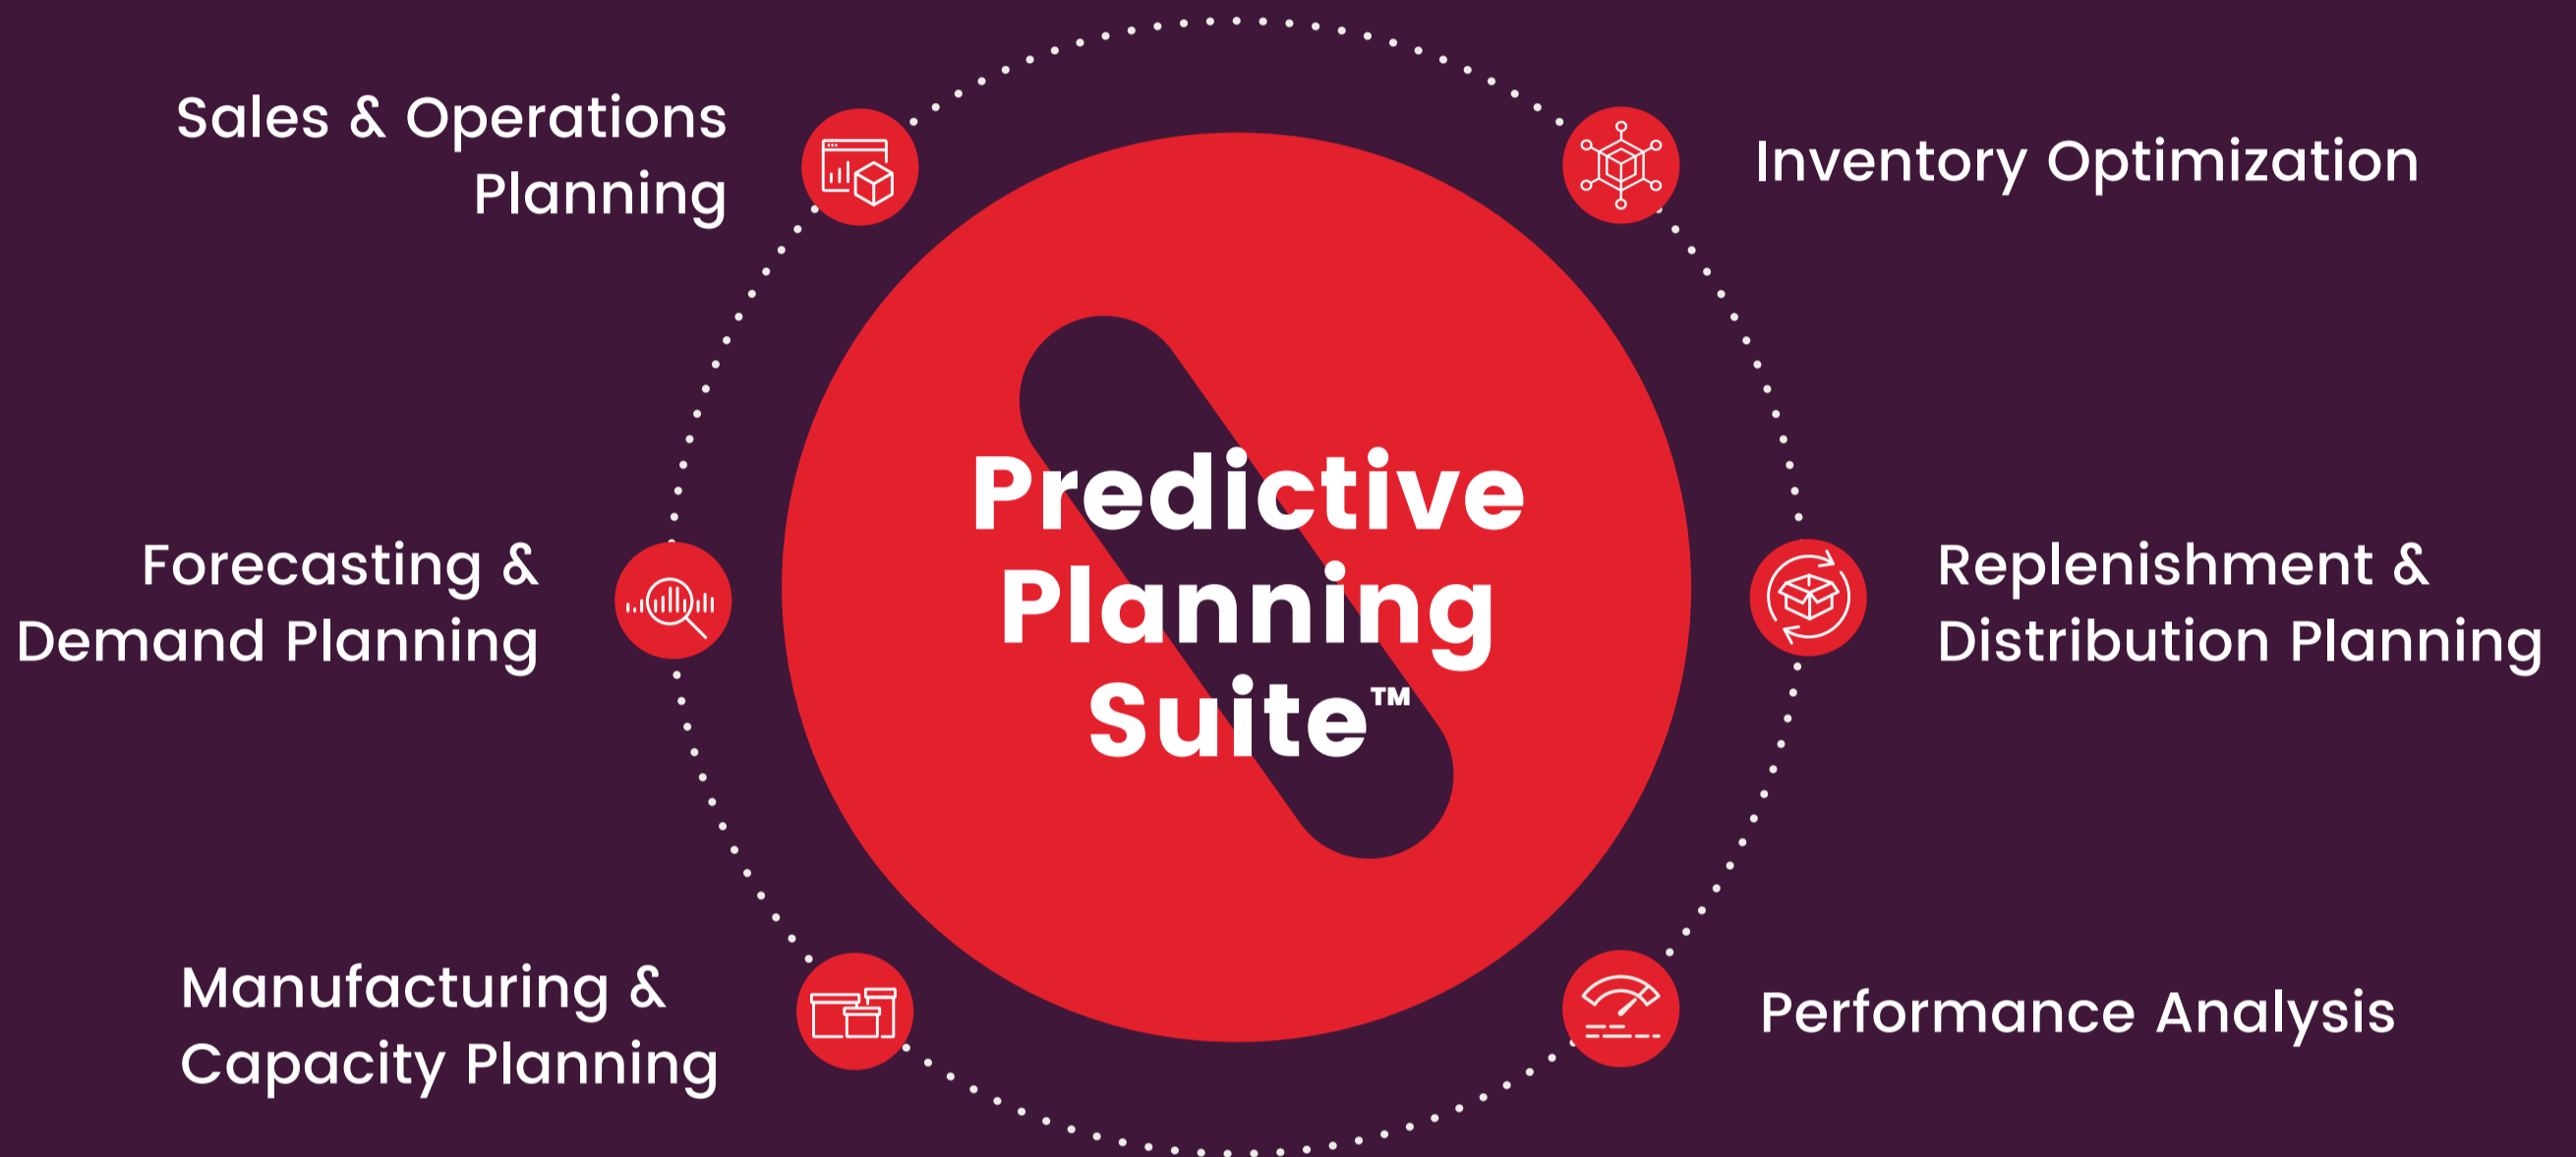 Sales & Operations
Planning
Inventory Optimization
Forecasting &
Demand Planning
Predictive
Planning
Suite™
Replenishment &
Distribution Planning
Manufacturing &
Capacity Planning
Performance Analysis